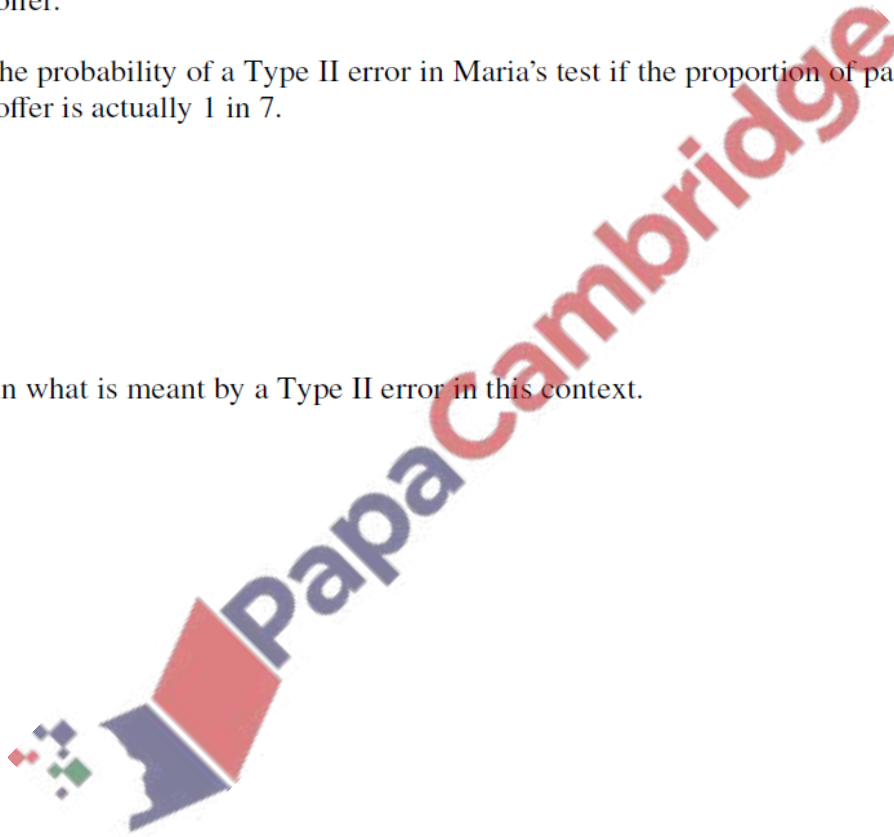 offer.
he probability of a Type II error in Maria’s test if the proportion of pa
offer is actually 1 in 7.
n what is meant by a Type II error in this context.
PapaCambridge